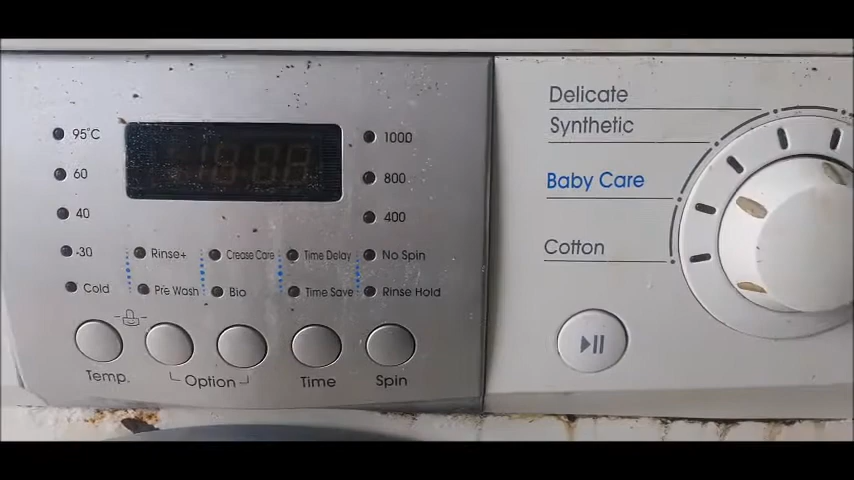 95°C
60
40
30
Cold
1000
800
400
Rinse+
Crease Care
Time Delay
No Spin
Pre Wash
Bio
Time Save
Rinse Hold
Temp.
Option
Time
Spin
Delicate
Synthetic
Baby Care
Cotton